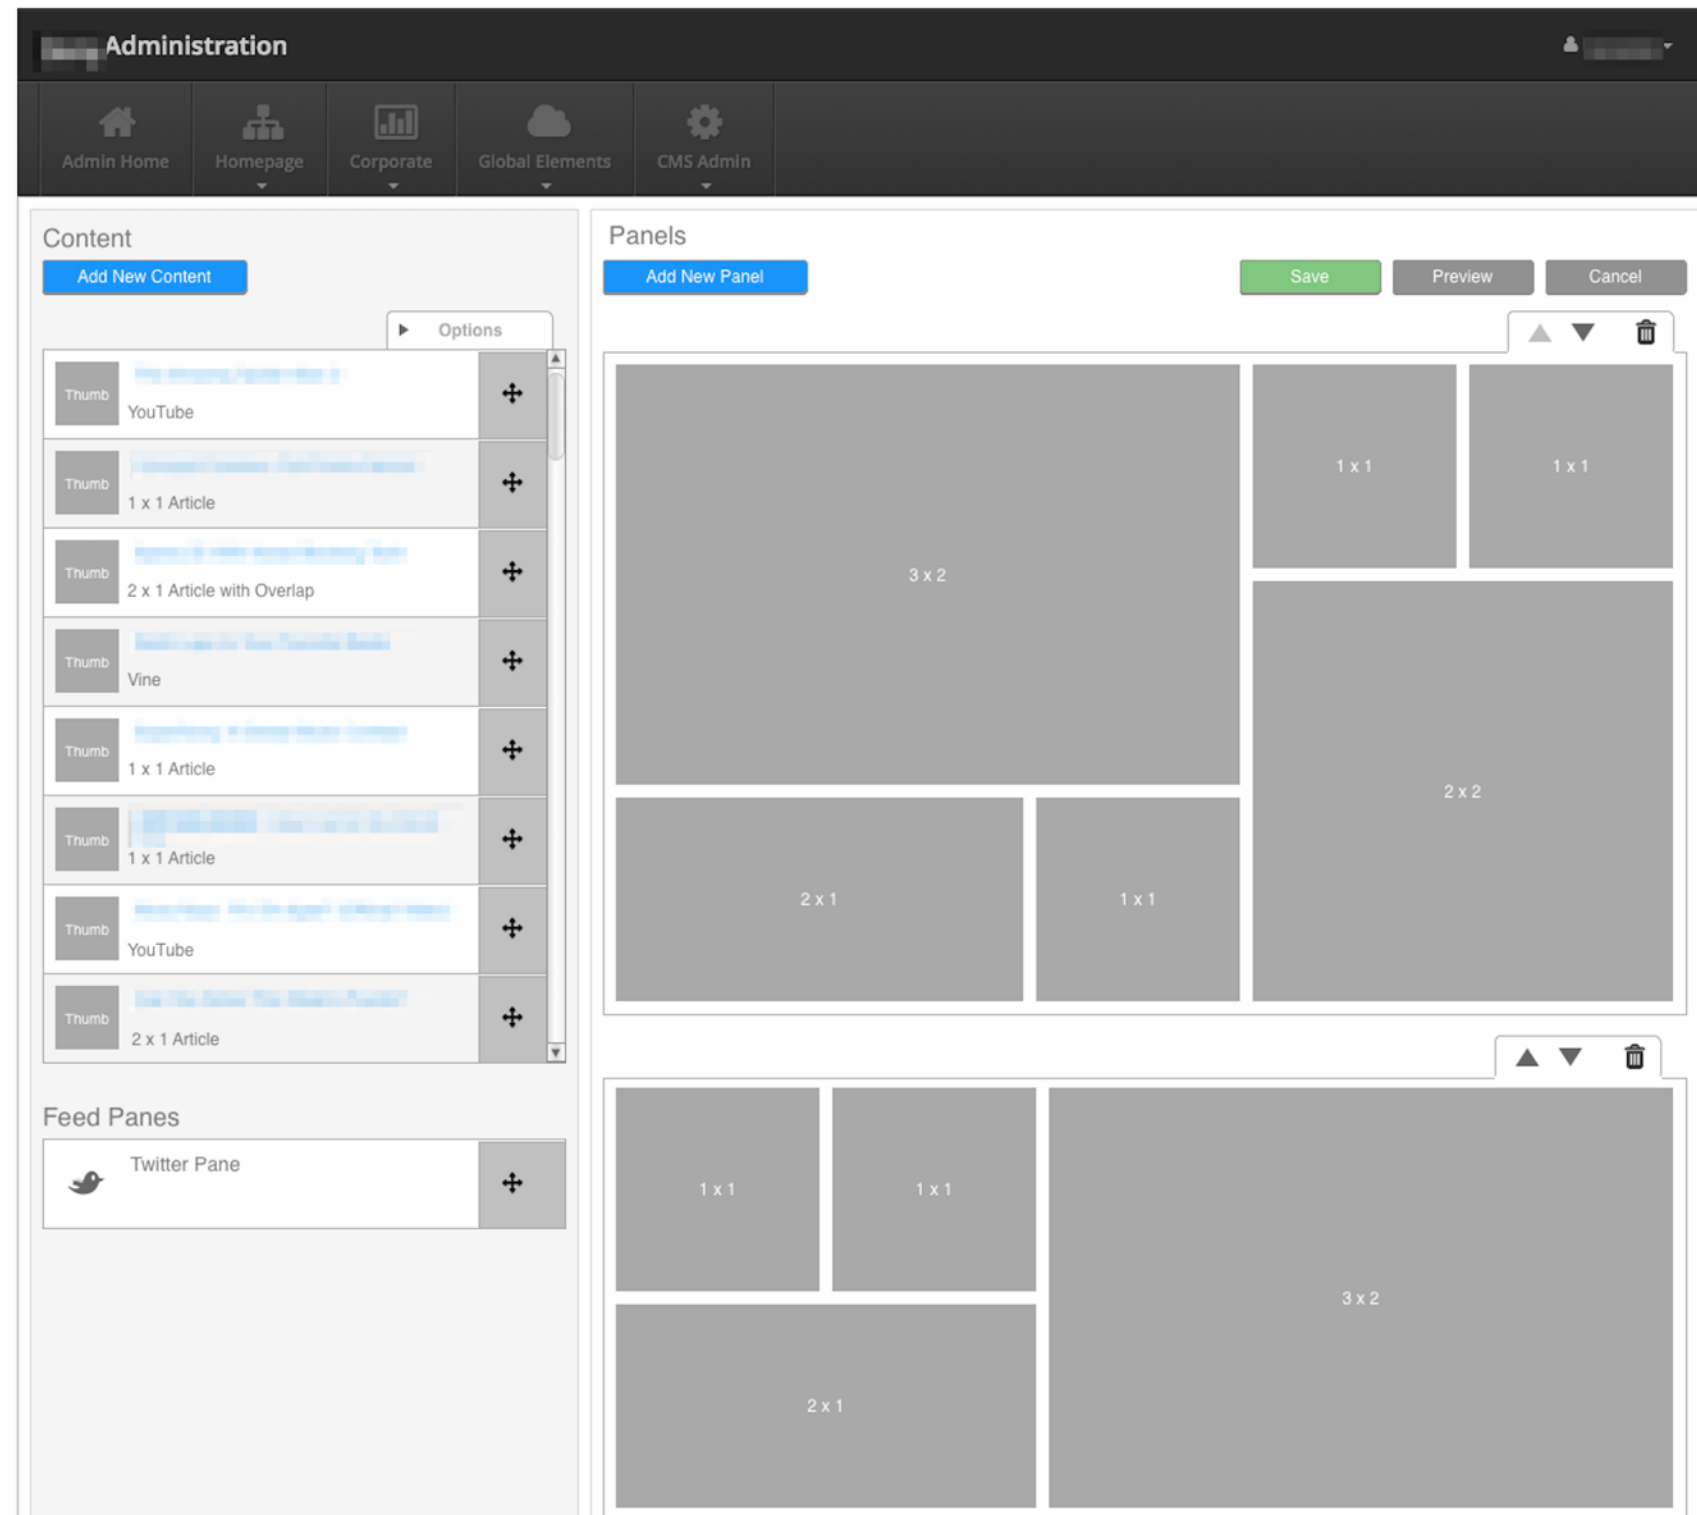 Administration
Admin Home
Homepage
Corporate
Global Elements
CMS Admin
Content
Add New Content
Options
Thumb
YouTube
Thumb
1 x 1 Article
Thumb
2 x 1 Article with Overlap
Thumb
Vine
Thumb
1 x 1 Article
Thumb
1 x 1 Article
Thumb
YouTube
Thumb
2 x 1 Article
Feed Panes
Twitter Pane
Panels
Add New Panel
Save
Preview
Cancel
3 x 2
1 x 1
1 x 1
2 x 2
2 x 1
1 x 1
1 x 1
1 x 1
3 x 2
2 x 1